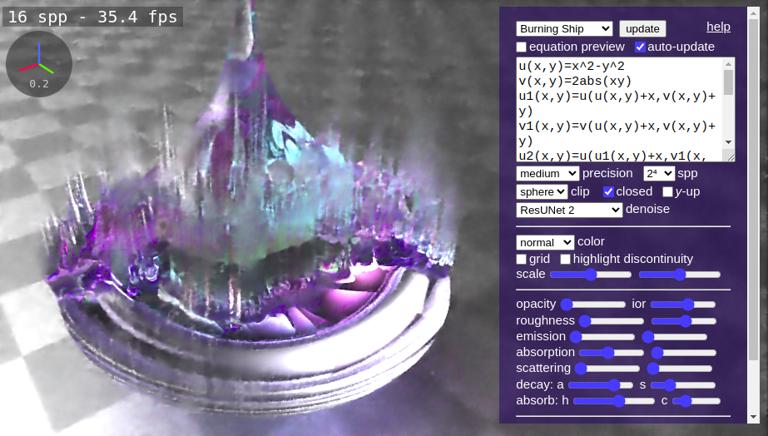 16 spp - 35.4 fps
0.2
Burning Ship update help
equation preview auto-update
u(x,y)=x^2-y^2
v(x,y)=2abs(xy)
u1(x,y)=u(u(x,y)+x,v(x,y)+
y)
v1(x,y)=v(u(x,y)+x,v(x,y)+
y)
u2(x,y)=u(u1(x,y)+x,v1(x,
medium precision 2⁴ spp
sphere clip closed y-up
ResUNet 2 denoise
normal color
grid highlight discontinuity
scale
opacity ior
roughness
emission
absorption
scattering
decay: a s
absorb: h c